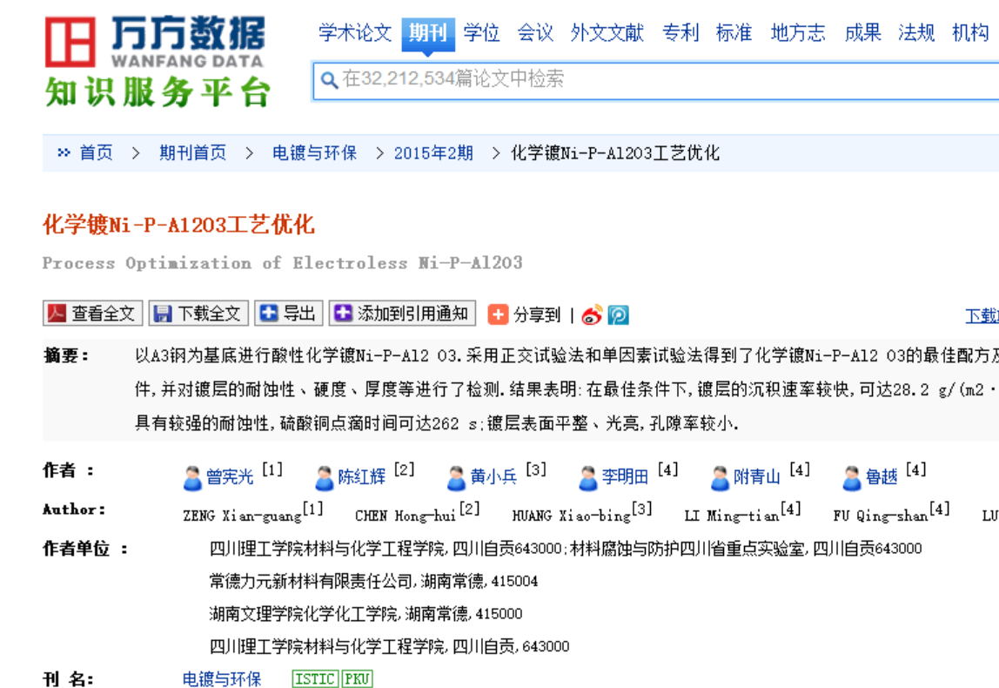 万方数据
WANFANG DATA
知识服务平台
学术论文 期刊 学位 会议 外文文献 专利 标准 地方志 成果 法规 机构
在32,212,534篇论文中检索
首页 > 期刊首页 > 电镀与环保 > 2015年2期 > 化学镀Ni-P-Al2O3工艺优化
化学镀Ni-P-Al2O3工艺优化
Process Optimization of Electroless Ni-P-Al2O3
查看全文 下载全文 导出 添加到引用通知 分享到 |
下载
摘要: 以A3钢为基底进行酸性化学镀Ni-P-Al2 O3.采用正交试验法和单因素试验法得到了化学镀Ni-P-Al2 O3的最佳配方及
件,并对镀层的耐蚀性、硬度、厚度等进行了检测.结果表明:在最佳条件下,镀层的沉积速率较快,可达28.2 g/(m2·
具有较强的耐蚀性,硫酸铜点滴时间可达262 s;镀层表面平整、光亮,孔隙率较小.
作者 : 曾宪光 [1] 陈红辉 [2] 黄小兵 [3] 李明田 [4] 附青山 [4] 鲁越 [4]
Author: ZENG Xian-guang[1] CHEN Hong-hui[2] HUANG Xiao-bing[3] LI Ming-tian[4] FU Qing-shan[4] LU
作者单位 : 四川理工学院材料与化学工程学院,四川自贡643000;材料腐蚀与防护四川省重点实验室,四川自贡643000
常德力元新材料有限责任公司,湖南常德,415004
湖南文理学院化学化工学院,湖南常德,415000
四川理工学院材料与化学工程学院,四川自贡,643000
刊 名: 电镀与环保 ISTIC PKU